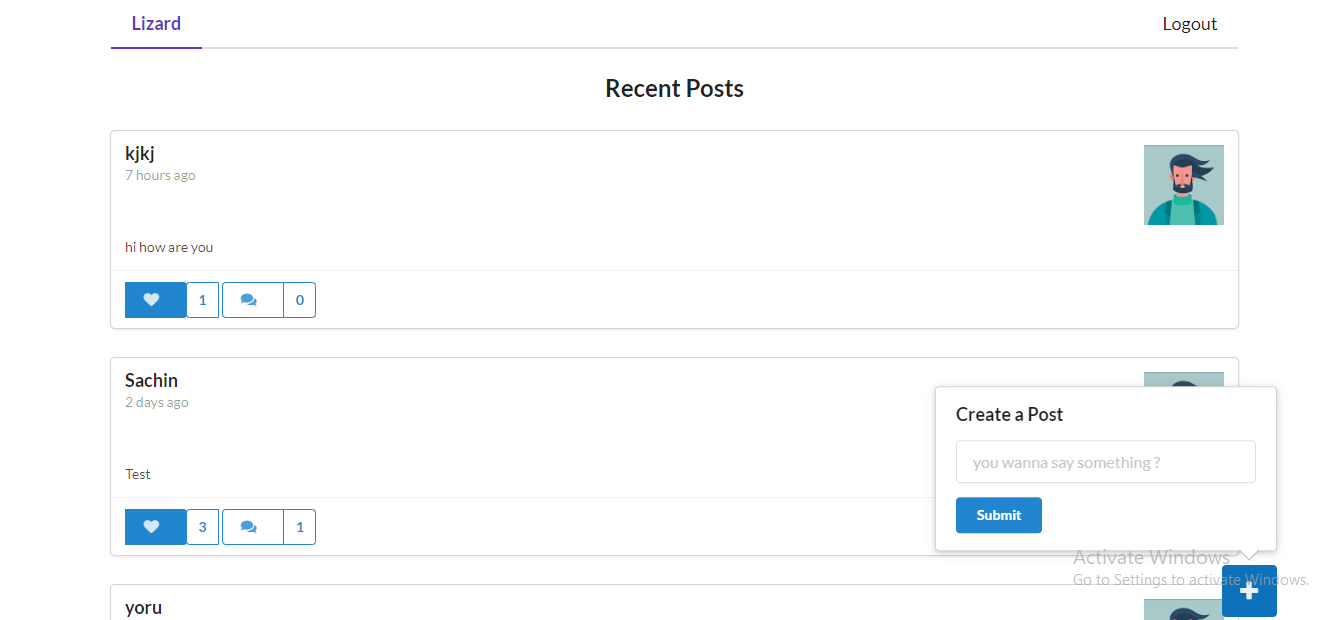 Lizard
Logout
Recent Posts
kjkj
7 hours ago
hi how are you
1
0
Sachin
2 days ago
Test
3
1
Create a Post
you wanna say something ?
Submit
Activate Windows
Go to Settings to activate Windows.
yoru